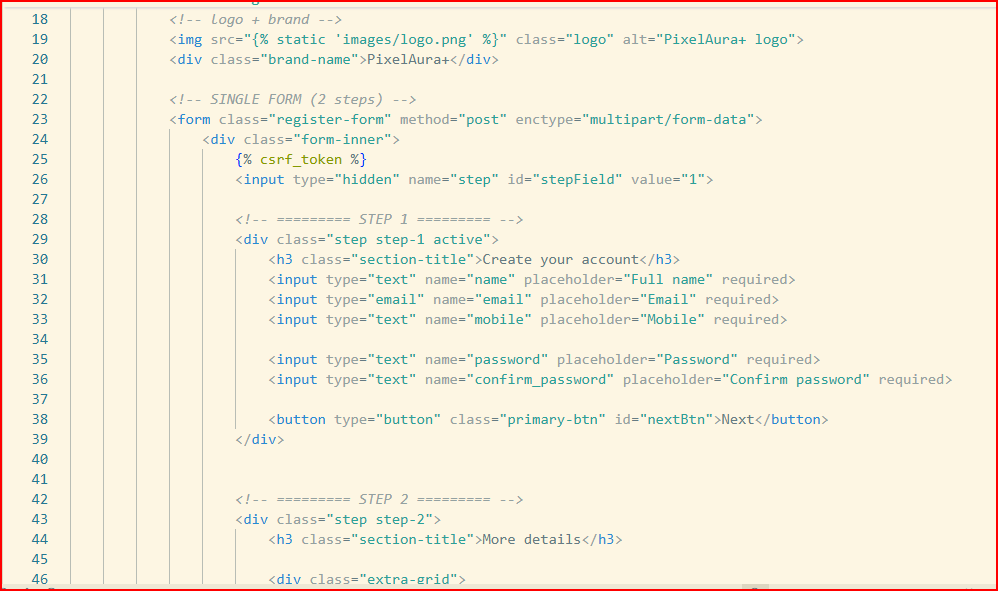 18 <!-- logo + brand -->
19 <img src="{% static 'images/logo.png' %}" class="logo" alt="PixelAura+ logo">
20 <div class="brand-name">PixelAura+</div>
21
22 <!-- SINGLE FORM (2 steps) -->
23 <form class="register-form" method="post" enctype="multipart/form-data">
24 <div class="form-inner">
25 {% csrf_token %}
26 <input type="hidden" name="step" id="stepField" value="1">
27
28 <!-- ========= STEP 1 ========= -->
29 <div class="step step-1 active">
30 <h3 class="section-title">Create your account</h3>
31 <input type="text" name="name" placeholder="Full name" required>
32 <input type="email" name="email" placeholder="Email" required>
33 <input type="text" name="mobile" placeholder="Mobile" required>
34
35 <input type="text" name="password" placeholder="Password" required>
36 <input type="text" name="confirm_password" placeholder="Confirm password" required>
37
38 <button type="button" class="primary-btn" id="nextBtn">Next</button>
39 </div>
40
41
42 <!-- ========= STEP 2 ========= -->
43 <div class="step step-2">
44 <h3 class="section-title">More details</h3>
45
46 <div class="extra-grid">